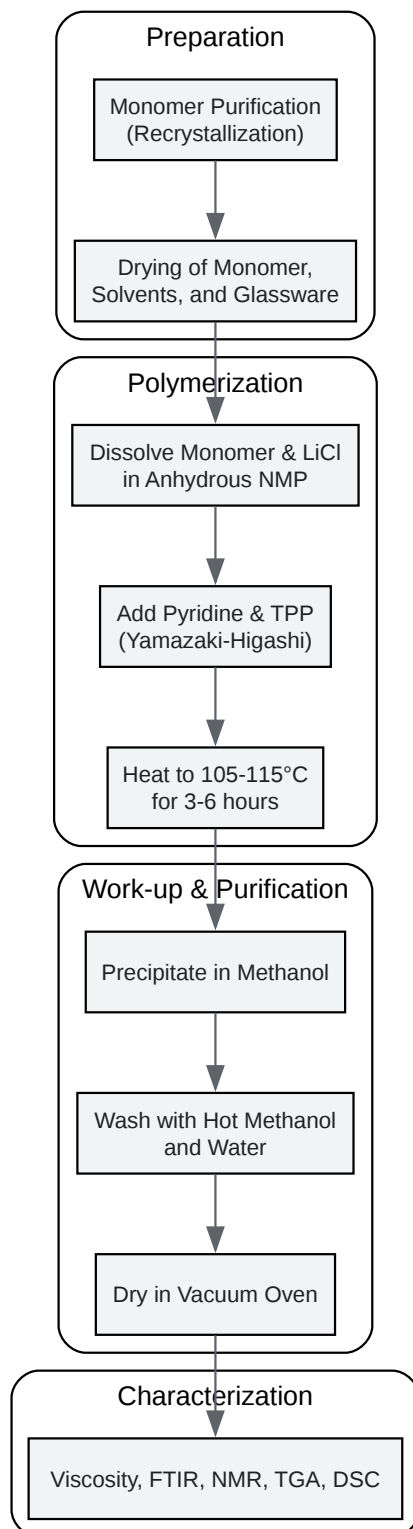 Preparation
Monomer Purification
(Recrystallization)
Drying of Monomer,
Solvents, and Glassware
Polymerization
Dissolve Monomer & LiCl
in Anhydrous NMP
Add Pyridine & TPP
(Yamazaki-Higashi)
Heat to 105-115°C
for 3-6 hours
Work-up & Purification
Precipitate in Methanol
Wash with Hot Methanol
and Water
Dry in Vacuum Oven
Characterization
Viscosity, FTIR, NMR, TGA, DSC